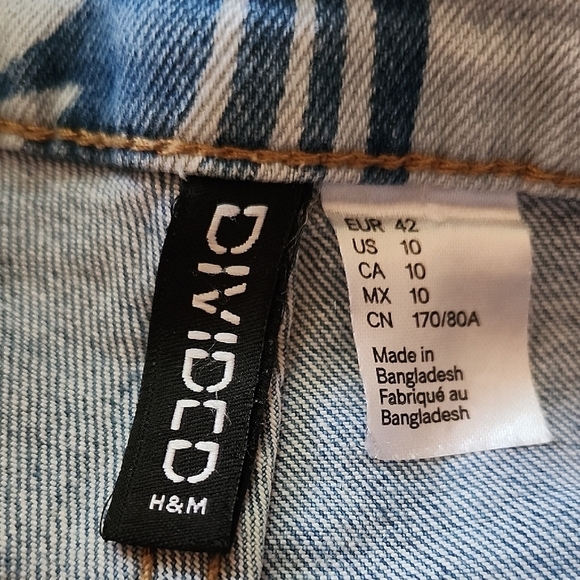 DIVIDED
H&M
EUR 42
US 10
CA 10
MX 10
CN 170/80A
Made in
Bangladesh
Fabriqué au
Bangladesh